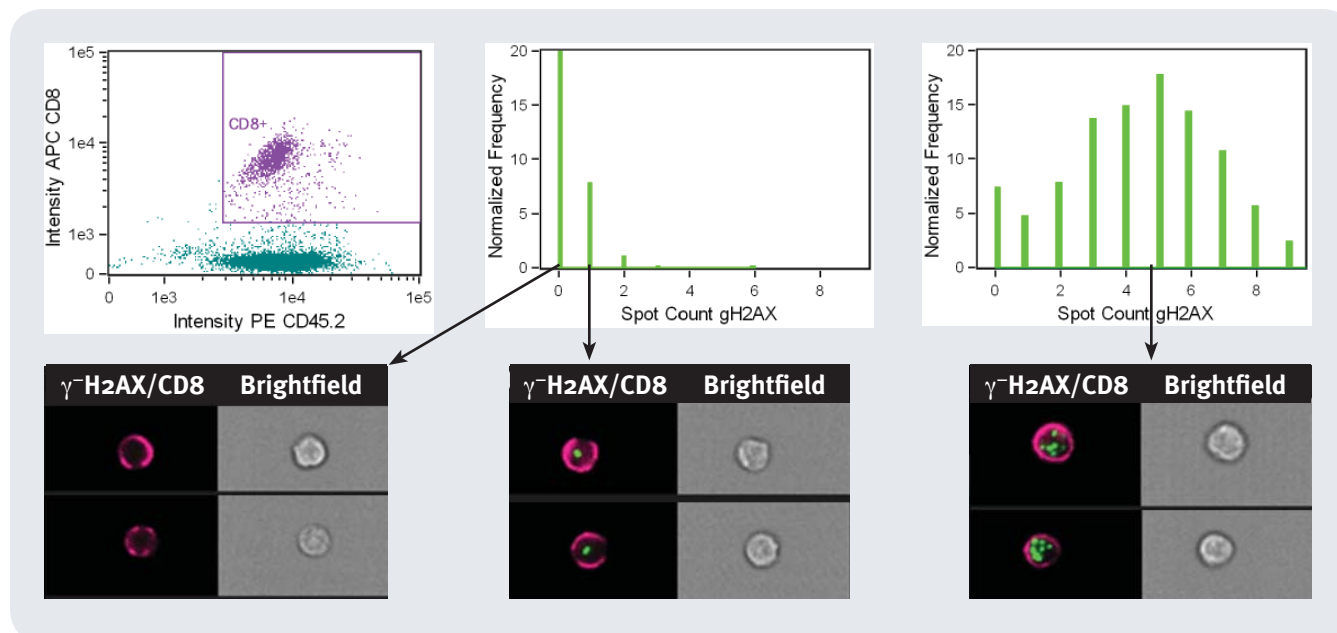 1e5
1e4
1e3
0
Intensity APC CD8
CD8+
0 1e3 1e4 1e5
Intensity PE CD45.2
20
15
10
5
0
Normalized Frequency
0 2 4 6 8
Spot Count gH2AX
20
15
10
5
0
Normalized Frequency
0 2 4 6 8
Spot Count gH2AX
γ-H2AX/CD8 Brightfield
γ-H2AX/CD8 Brightfield
γ-H2AX/CD8 Brightfield